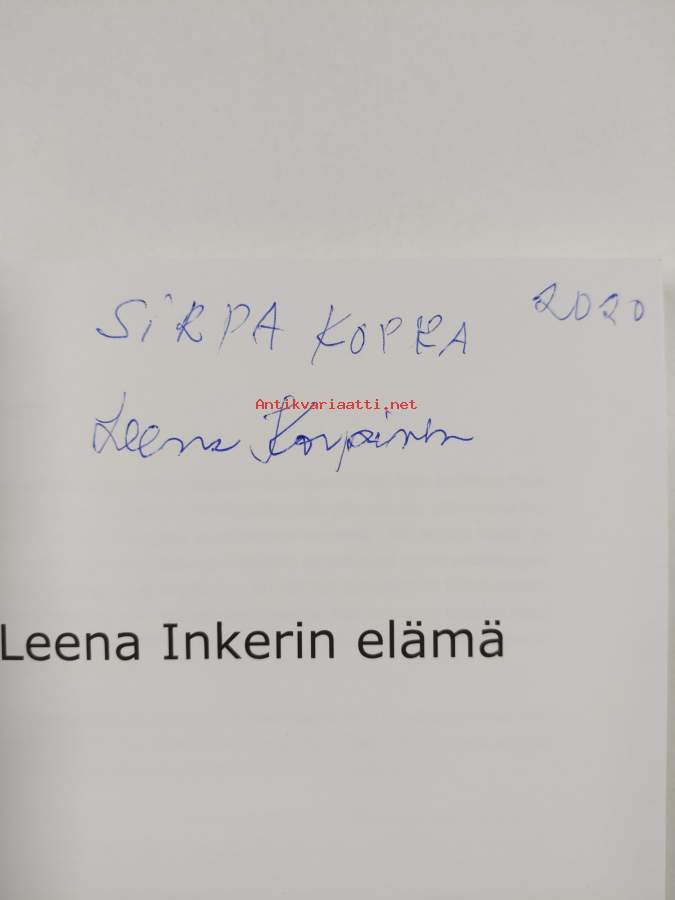 SiRPA KOPRA 2020
Antikvariaatti.net
Leena Korpinen
Leena Inkerin elämä